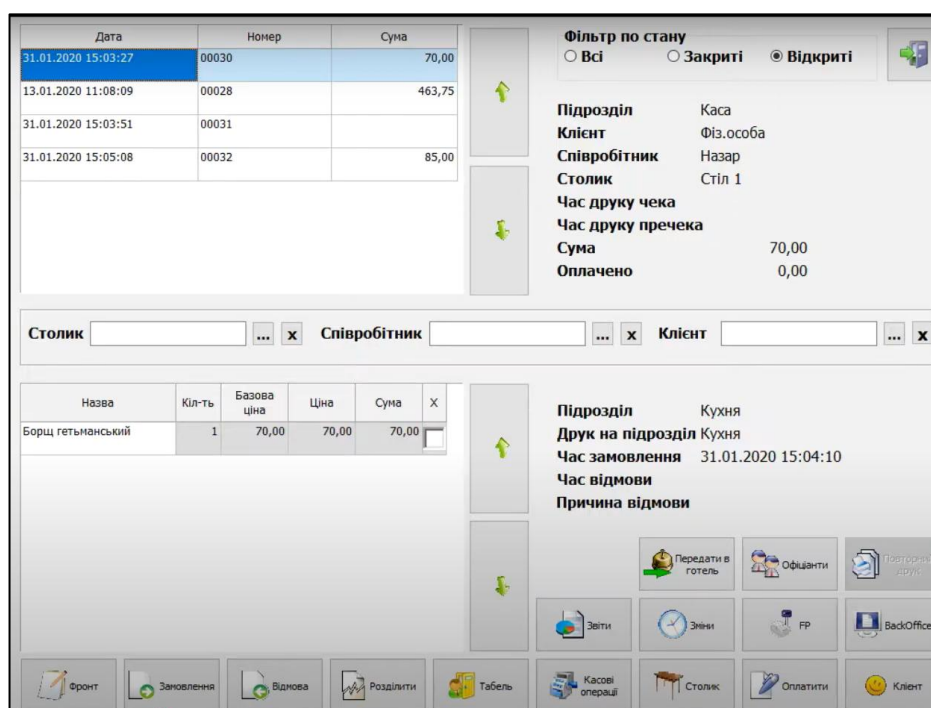 Дата Номер Сума
31.01.2020 15:03:27 00030 70,00
13.01.2020 11:08:09 00028 463,75
31.01.2020 15:03:51 00031
31.01.2020 15:05:08 00032 85,00
Фільтр по стану
Всі Закриті Відкриті
Підрозділ Каса
Клієнт Фіз.особа
Співробітник Назар
Столик Стіл 1
Час друку чека
Час друку пречека
Сума 70,00
Оплачено 0,00
Столик ... x Співробітник ... x Клієнт ... x
Назва Кіл-ть Базова ціна Ціна Сума X
Борщ гетьманський 1 70,00 70,00 70,00
Підрозділ Кухня
Друк на підрозділ Кухня
Час замовлення 31.01.2020 15:04:10
Час відмови
Причина відмови
Передати в готель Офіціанти Повторний друк
Звіти Зміни FP BackOffice
Фронт Замовлення Відмова Розділити Табель Касові операції Столик Оплатити Клієнт